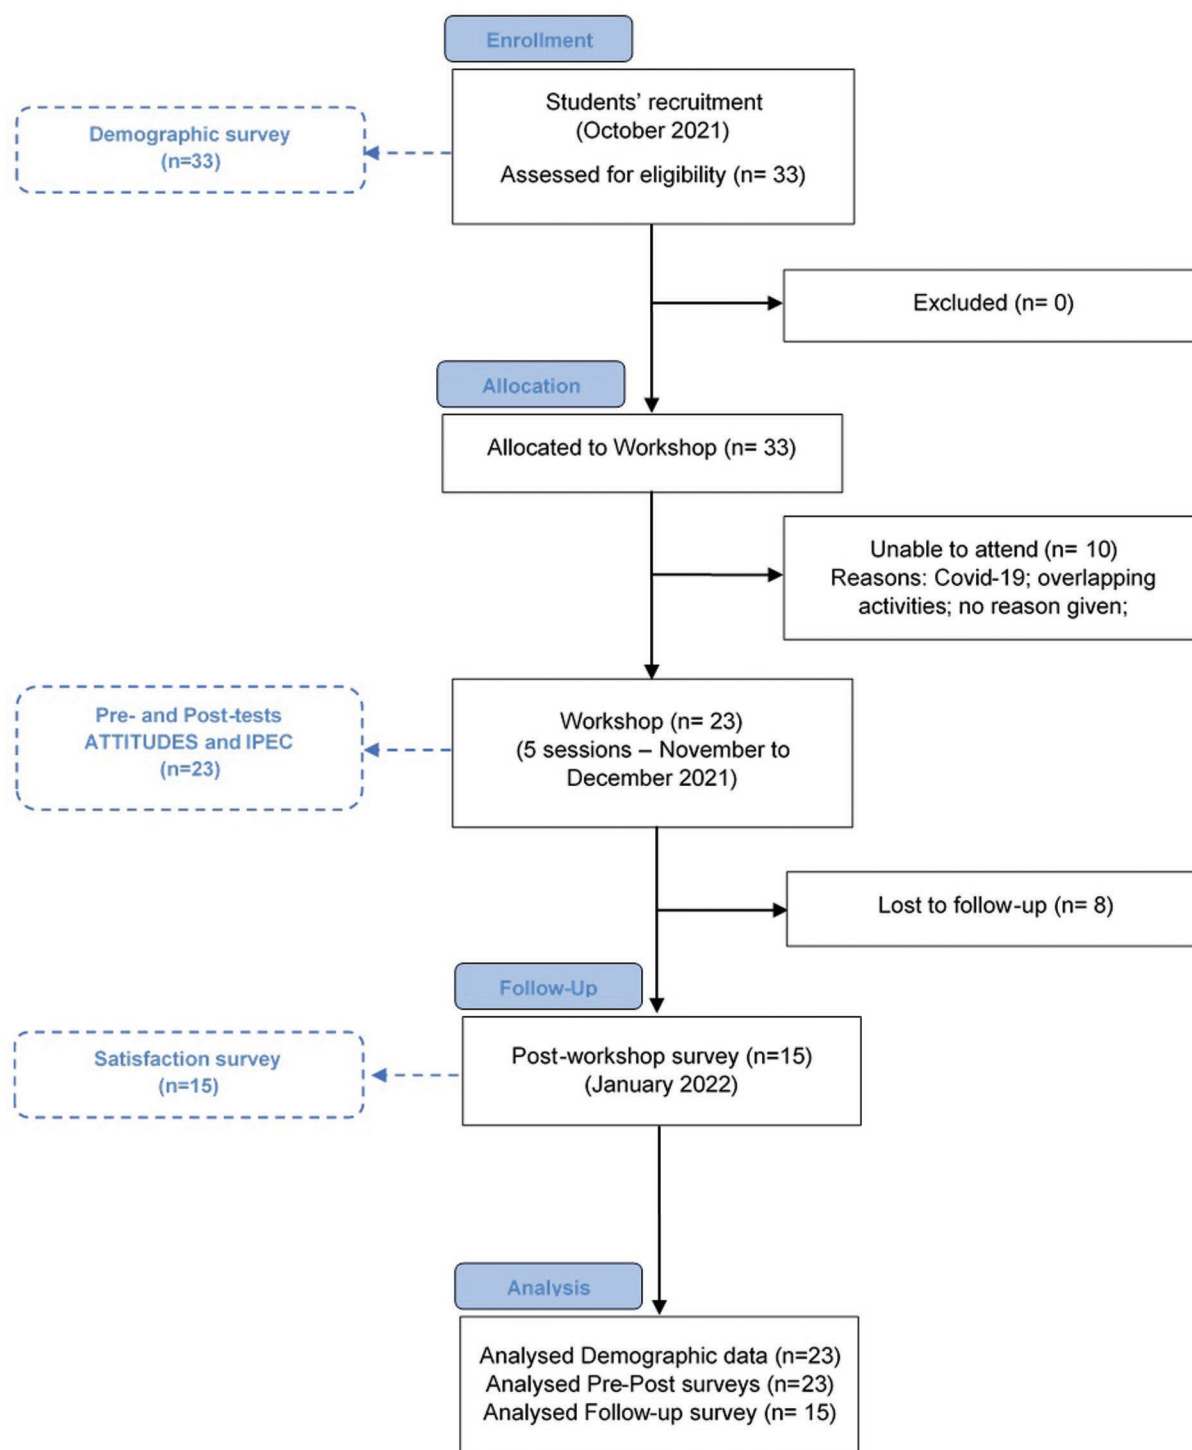 Enrollment
Students’ recruitment
(October 2021)
Assessed for eligibility (n= 33)
Demographic survey
(n=33)
Excluded (n= 0)
Allocation
Allocated to Workshop (n= 33)
Unable to attend (n= 10)
Reasons: Covid-19; overlapping
activities; no reason given;
Workshop (n= 23)
(5 sessions – November to
December 2021)
Pre- and Post-tests
ATTITUDES and IPEC
(n=23)
Lost to follow-up (n= 8)
Follow-Up
Post-workshop survey (n=15)
(January 2022)
Satisfaction survey
(n=15)
Analysis
Analysed Demographic data (n=23)
Analysed Pre-Post surveys (n=23)
Analysed Follow-up survey (n= 15)